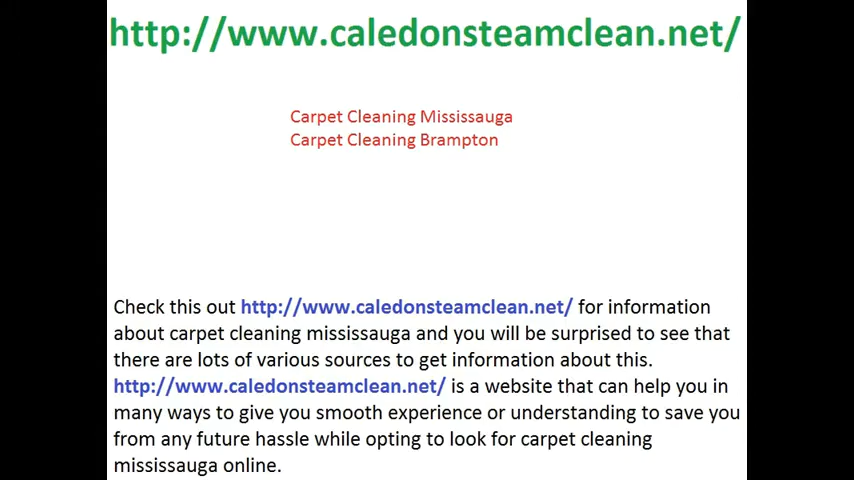 http://www.caledonsteamclean.net/
Carpet Cleaning Mississauga
Carpet Cleaning Brampton
Check this out http://www.caledonsteamclean.net/ for information
about carpet cleaning mississauga and you will be surprised to see that
there are lots of various sources to get information about this.
http://www.caledonsteamclean.net/ is a website that can help you in
many ways to give you smooth experience or understanding to save you
from any future hassle while opting to look for carpet cleaning
mississauga online.